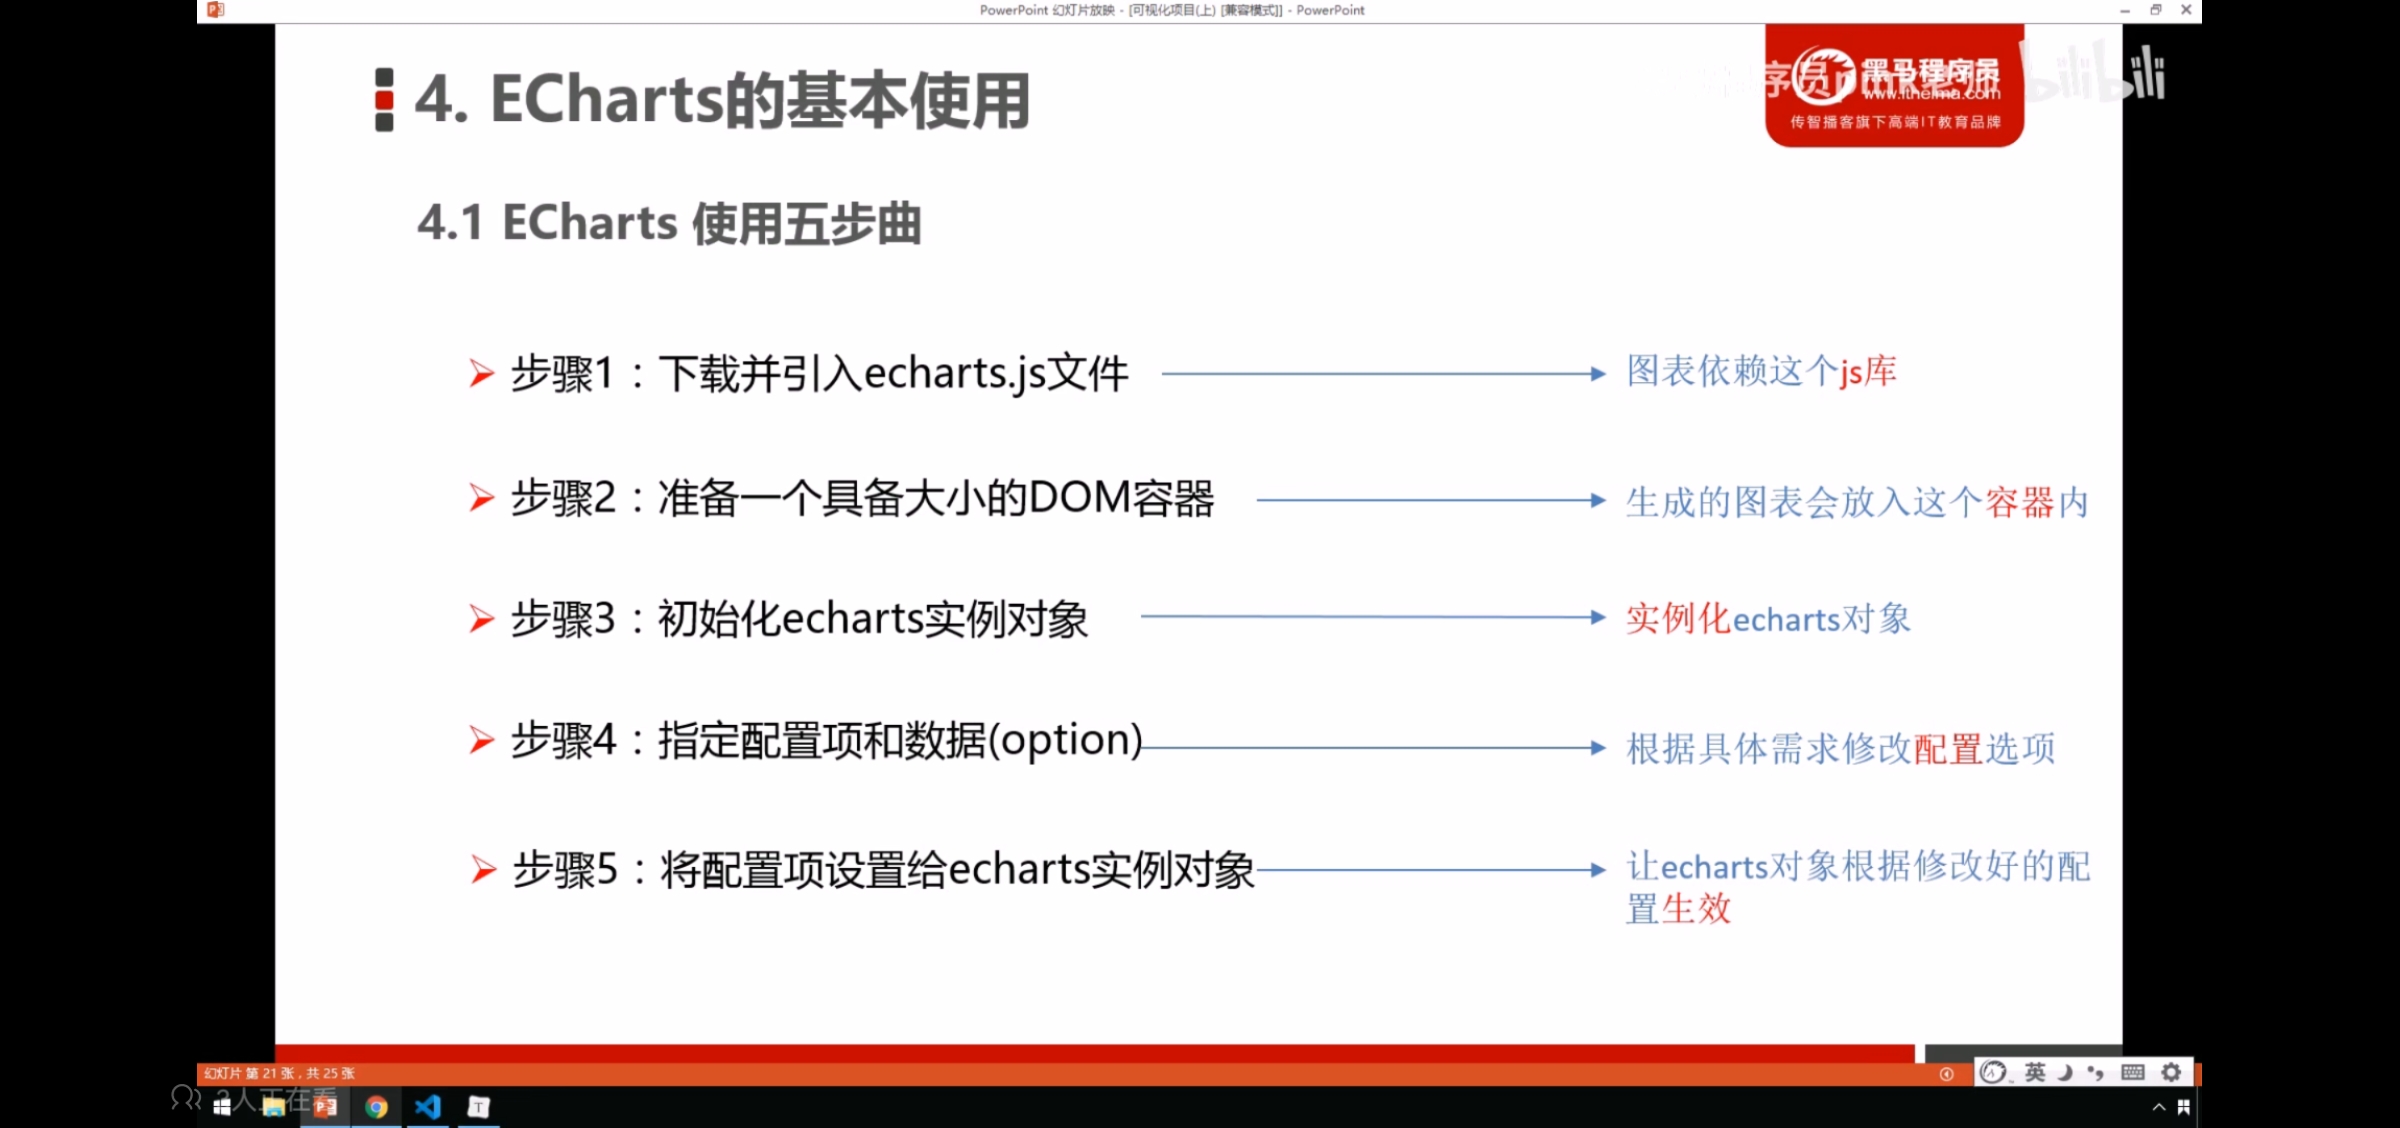 PowerPoint 幻灯片放映 - [可视化项目(上) [兼容模式]] - PowerPoint
4. ECharts的基本使用
黑马程序员
www.itheima.com
传智播客旗下高端IT教育品牌
bilibili
4.1 ECharts 使用五步曲
步骤1：下载并引入echarts.js文件
图表依赖这个js库
步骤2：准备一个具备大小的DOM容器
生成的图表会放入这个容器内
步骤3：初始化echarts实例对象
实例化echarts对象
步骤4：指定配置项和数据(option)
根据具体需求修改配置选项
步骤5：将配置项设置给echarts实例对象
让echarts对象根据修改好的配
置生效
幻灯片 第 21 张，共 25 张
英
人正在看